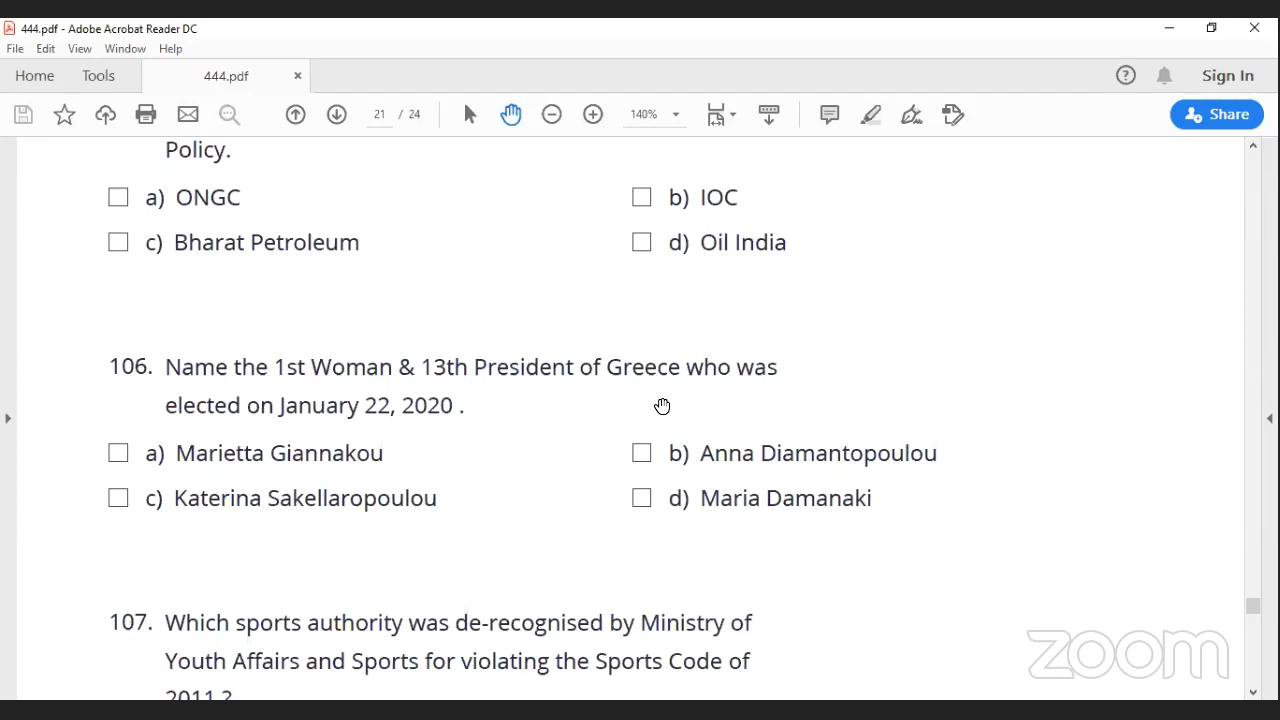 444.pdf - Adobe Acrobat Reader DC
File Edit View Window Help
Home Tools 444.pdf × Sign In
21 / 24 140% Share
Policy.
a) ONGC b) IOC
c) Bharat Petroleum d) Oil India
106. Name the 1st Woman & 13th President of Greece who was
elected on January 22, 2020 .
a) Marietta Giannakou b) Anna Diamantopoulou
c) Katerina Sakellaropoulou d) Maria Damanaki
107. Which sports authority was de-recognised by Ministry of
Youth Affairs and Sports for violating the Sports Code of
2011 ?
zoom